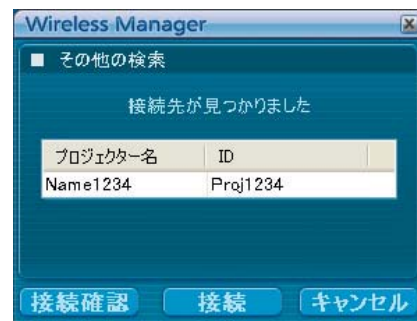 Wireless Manager
■ その他の検索
接続先が見つかりました
プロジェクター名 ID
Name1234 Proj1234
接続確認 接続 キャンセル